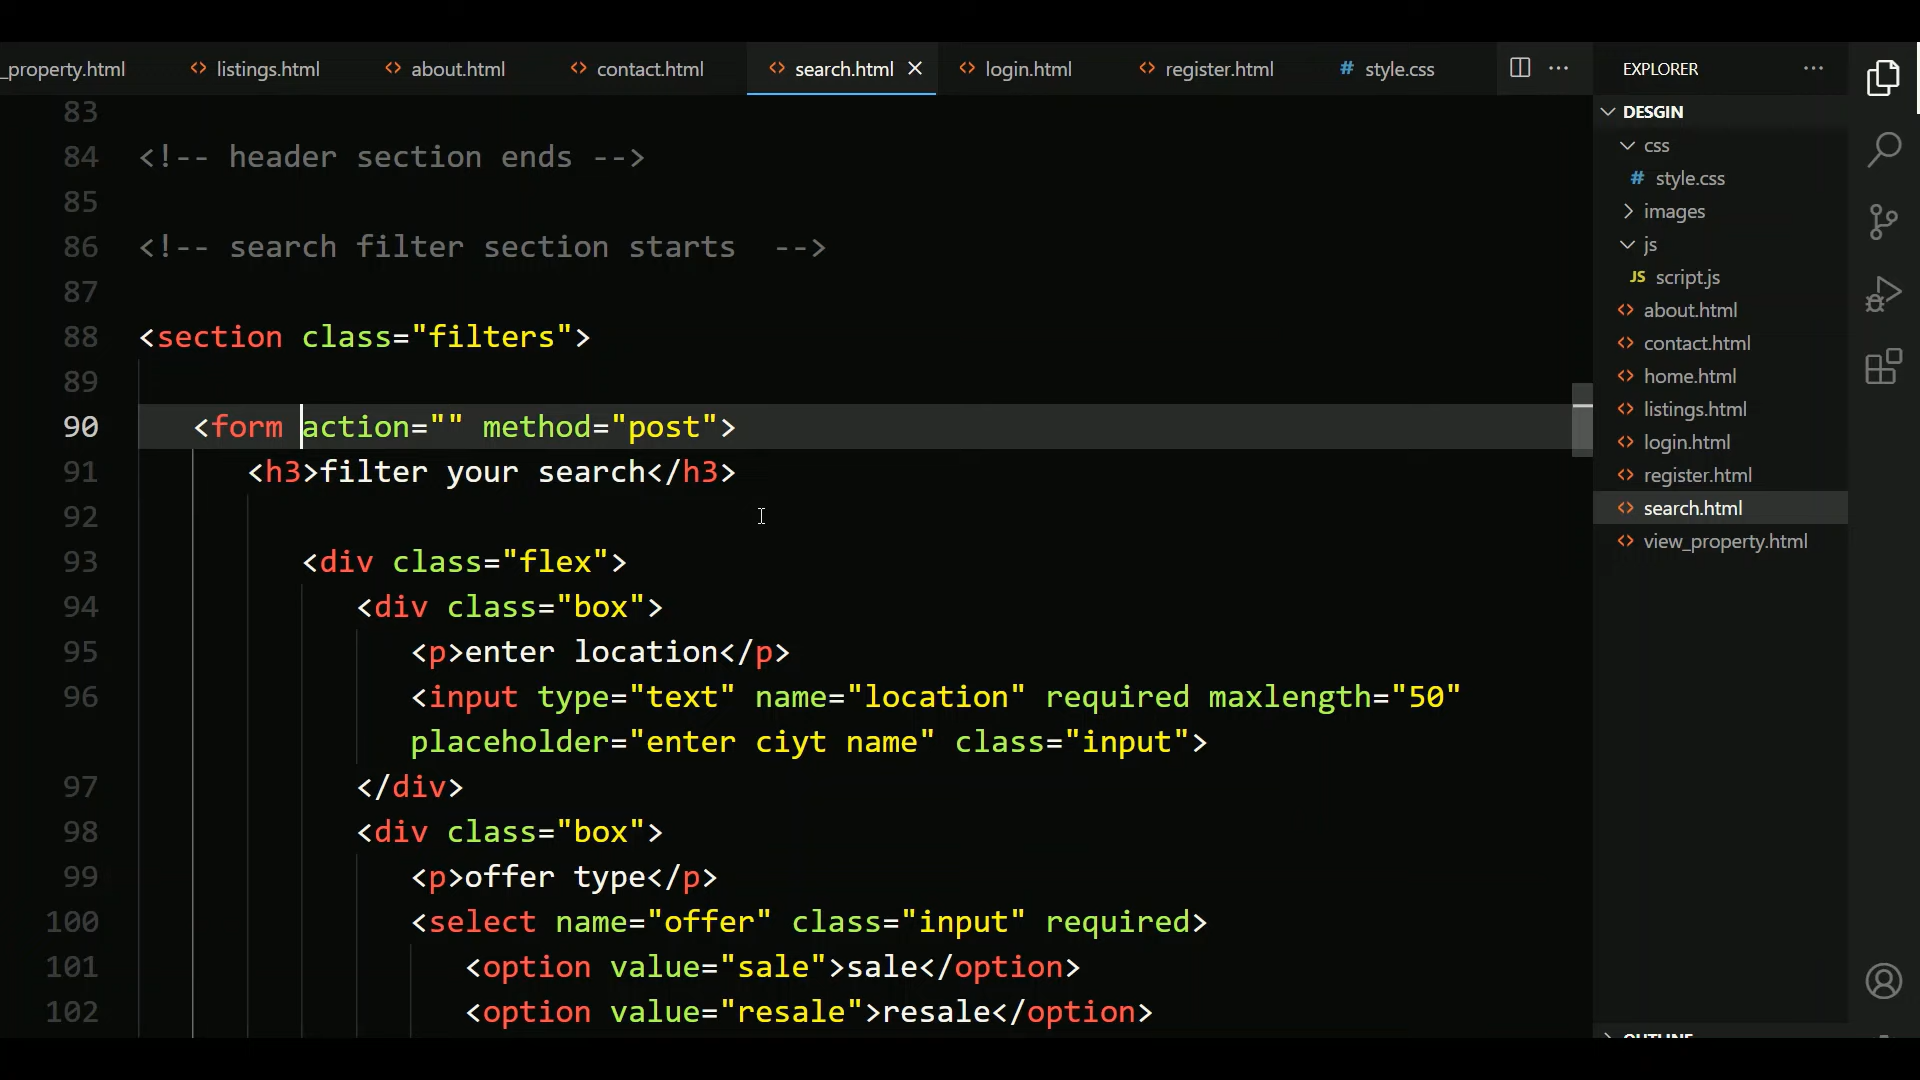 _property.html
listings.html
about.html
contact.html
search.html
login.html
register.html
# style.css
83
84 <!-- header section ends -->
85
86 <!-- search filter section starts  -->
87
88 <section class="filters">
89
90 <form action="" method="post">
91 <h3>filter your search</h3>
92
93 <div class="flex">
94 <div class="box">
95 <p>enter location</p>
96 <input type="text" name="location" required maxlength="50"
placeholder="enter ciyt name" class="input">
97 </div>
98 <div class="box">
99 <p>offer type</p>
100 <select name="offer" class="input" required>
101 <option value="sale">sale</option>
102 <option value="resale">resale</option>
EXPLORER
DESGIN
css
# style.css
images
js
JS script.js
about.html
contact.html
home.html
listings.html
login.html
register.html
search.html
view_property.html
OUTLINE